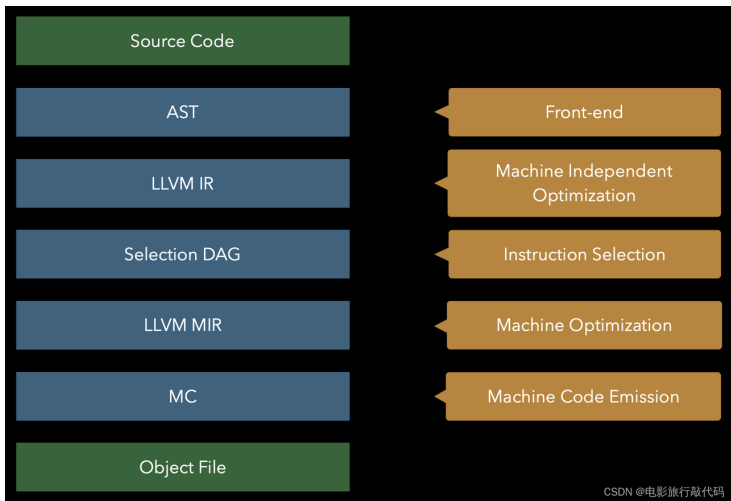 Source Code
AST
Front-end
LLVM IR
Machine Independent
Optimization
Selection DAG
Instruction Selection
LLVM MIR
Machine Optimization
MC
Machine Code Emission
Object File
CSDN @电影旅行敲代码